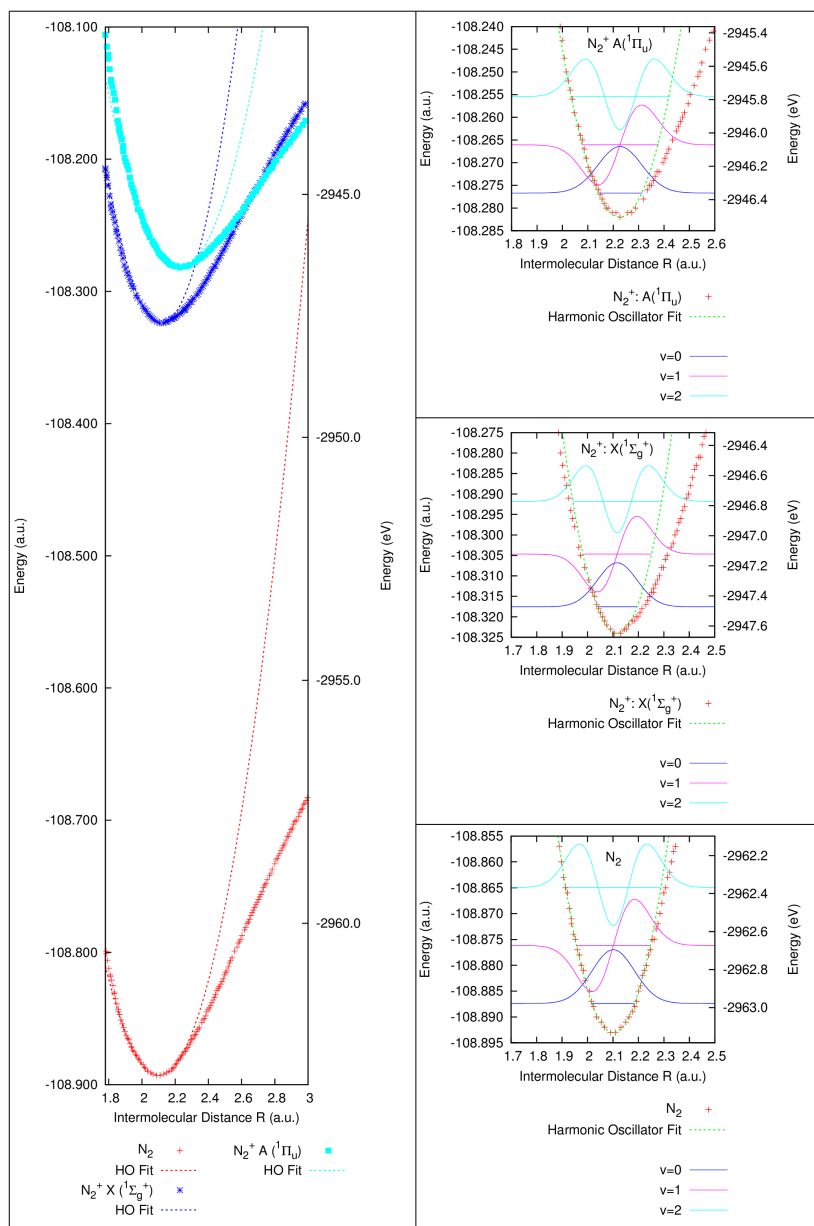 -108.100
-108.200
-108.300
-108.400
-108.500
-108.600
-108.700
-108.800
-108.900
Energy (a.u.)
-2945.0
-2950.0
-2955.0
-2960.0
Energy (eV)
1.8 2 2.2 2.4 2.6 2.8 3
Intermolecular Distance R (a.u.)
N₂
HO Fit
N₂⁺ X (¹Σg⁺)
HO Fit
N₂⁺ A (¹Πu)
HO Fit
N₂⁺ A(¹Πu)
-108.240
-108.245
-108.250
-108.255
-108.260
-108.265
-108.270
-108.275
-108.280
-108.285
Energy (a.u.)
-2945.4
-2945.6
-2945.8
-2946.0
-2946.2
-2946.4
Energy (eV)
1.8 1.9 2 2.1 2.2 2.3 2.4 2.5 2.6
Intermolecular Distance R (a.u.)
N₂⁺: A(¹Πu)
Harmonic Oscillator Fit
v=0
v=1
v=2
N₂⁺: X(¹Σg⁺)
-108.275
-108.280
-108.285
-108.290
-108.295
-108.300
-108.305
-108.310
-108.315
-108.320
-108.325
Energy (a.u.)
-2946.4
-2946.6
-2946.8
-2947.0
-2947.2
-2947.4
-2947.6
Energy (eV)
1.7 1.8 1.9 2 2.1 2.2 2.3 2.4 2.5
Intermolecular Distance R (a.u.)
N₂⁺: X(¹Σg⁺)
Harmonic Oscillator Fit
v=0
v=1
v=2
N₂
-108.855
-108.860
-108.865
-108.870
-108.875
-108.880
-108.885
-108.890
-108.895
Energy (a.u.)
-2962.2
-2962.4
-2962.6
-2962.8
-2963.0
Energy (eV)
1.7 1.8 1.9 2 2.1 2.2 2.3 2.4 2.5
Intermolecular Distance R (a.u.)
N₂
Harmonic Oscillator Fit
v=0
v=1
v=2